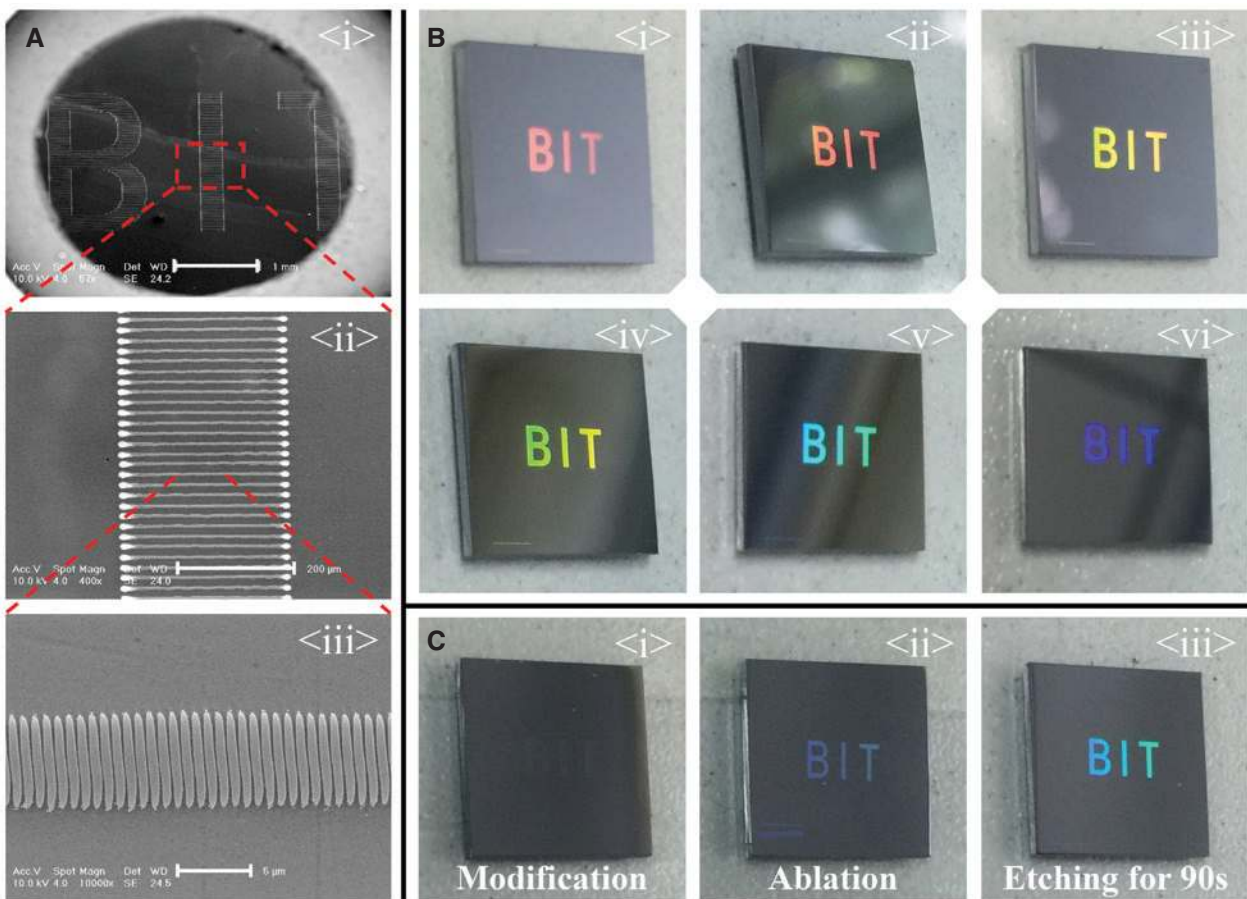 A
<i>
BIT
Acc.V Spot Magn Det WD 1 mm
10.0 kV 4.0 57x SE 24.2
<ii>
Acc.V Spot Magn Det WD 200 µm
10.0 kV 4.0 400x SE 24.0
<iii>
Acc.V Spot Magn Det WD 5 µm
10.0 kV 4.0 10000x SE 24.5
B
<i>
BIT
<ii>
BIT
<iii>
BIT
<iv>
BIT
<v>
BIT
<vi>
BIT
C
<i>
BIT
Modification
<ii>
BIT
Ablation
<iii>
BIT
Etching for 90s